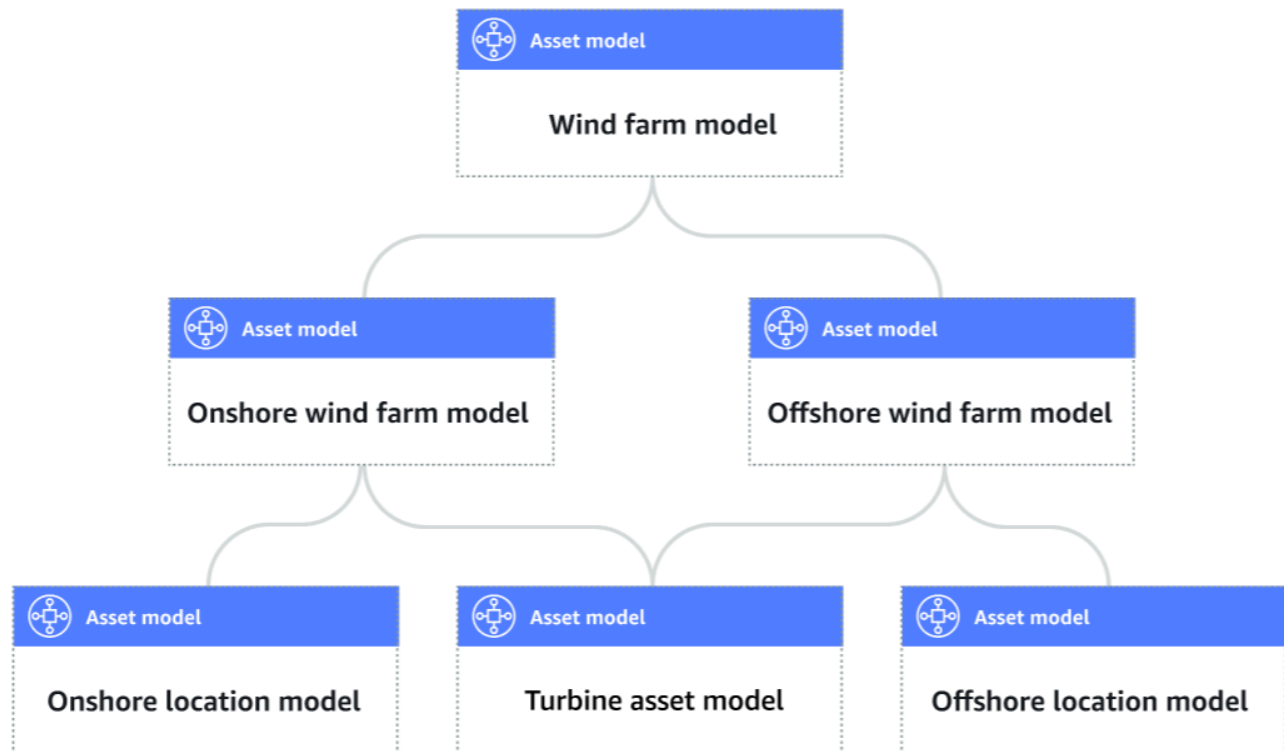 Asset model
Wind farm model
Asset model
Onshore wind farm model
Asset model
Offshore wind farm model
Asset model
Onshore location model
Asset model
Turbine asset model
Asset model
Offshore location model